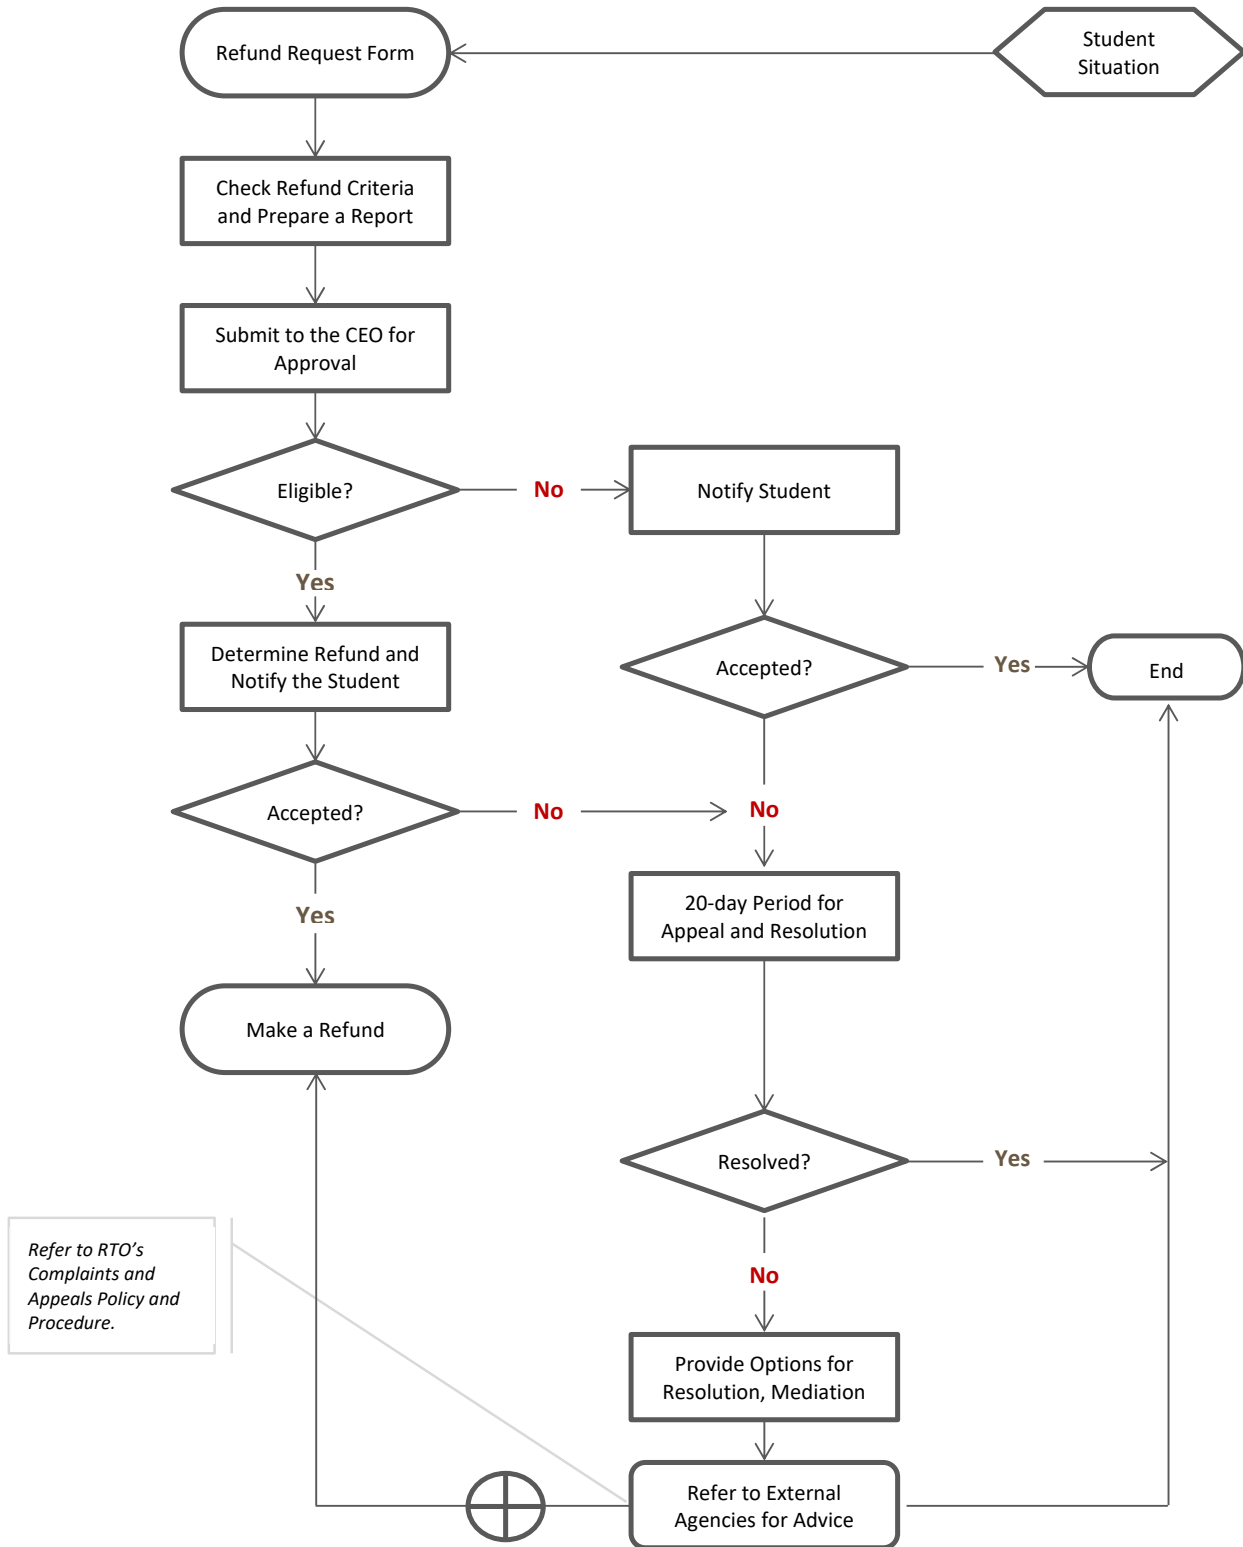 Refund Request Form
Student
Situation
Check Refund Criteria
and Prepare a Report
Submit to the CEO for
Approval
Eligible?
No
Notify Student
Yes
Determine Refund and
Notify the Student
Accepted?
Yes
End
Accepted?
No
No
20-day Period for
Appeal and Resolution
Yes
Make a Refund
Resolved?
Yes
Refer to RTO’s
Complaints and
Appeals Policy and
Procedure.
No
Provide Options for
Resolution, Mediation
Refer to External
Agencies for Advice